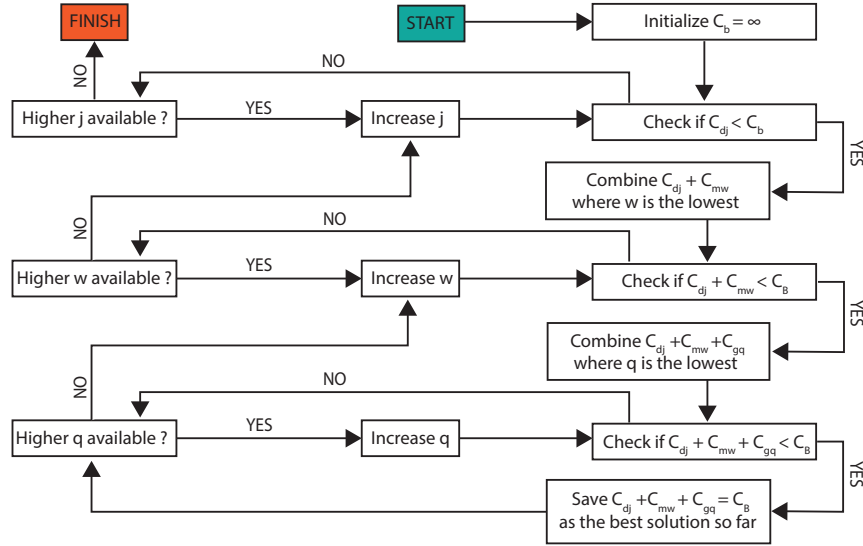 FINISH
START
Initialize C_b = ∞
NO
NO
Higher j available ?
YES
Increase j
Check if C_dj < C_b
YES
Combine C_dj + C_mw
where w is the lowest
NO
NO
Higher w available ?
YES
Increase w
Check if C_dj + C_mw < C_B
YES
Combine C_dj +C_mw +C_gq
where q is the lowest
NO
NO
Higher q available ?
YES
Increase q
Check if C_dj + C_mw + C_gq < C_B
YES
Save C_dj +C_mw + C_gq = C_B
as the best solution so far